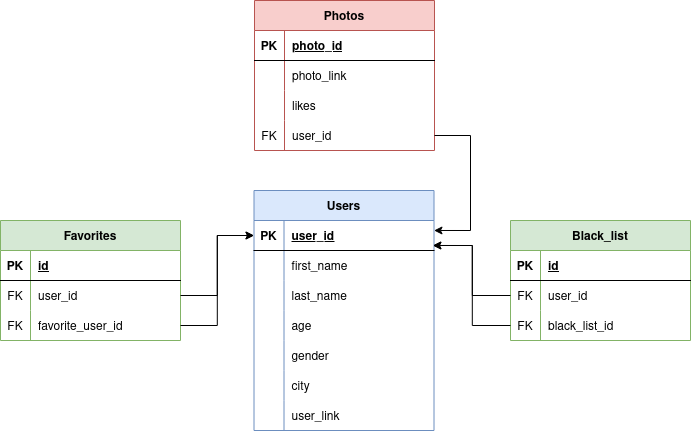 Photos
PK photo_id
photo_link
likes
FK user_id
Users
PK user_id
first_name
last_name
age
gender
city
user_link
Favorites
PK id
FK user_id
FK favorite_user_id
Black_list
PK id
FK user_id
FK black_list_id